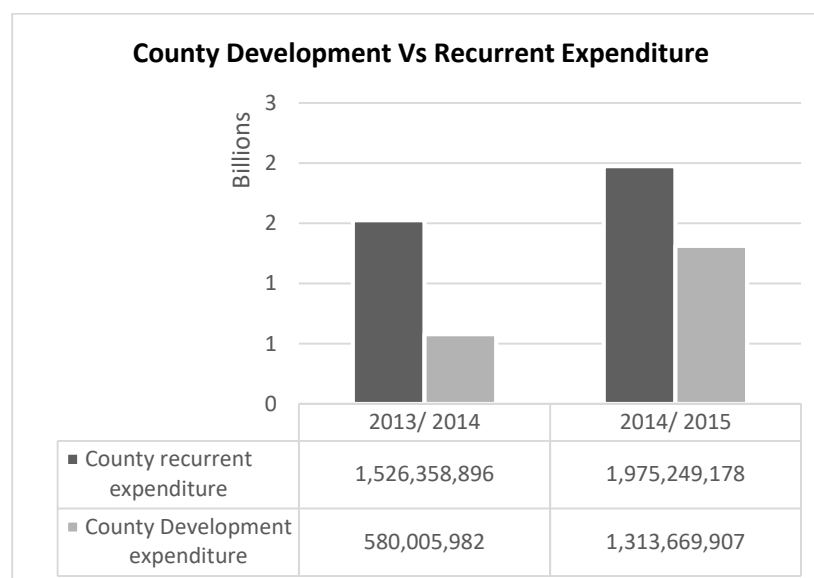 County Development Vs Recurrent Expenditure
Billions
3
2
2
1
1
0
2013/ 2014
2014/ 2015
County recurrent
expenditure
1,526,358,896
1,975,249,178
County Development
expenditure
580,005,982
1,313,669,907